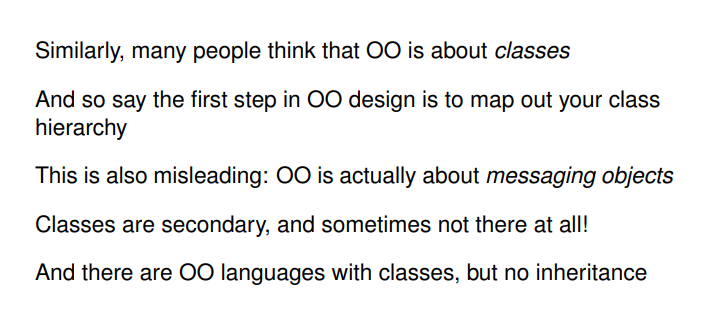 Similarly, many people think that OO is about classes
And so say the first step in OO design is to map out your class
hierarchy
This is also misleading: OO is actually about messaging objects
Classes are secondary, and sometimes not there at all!
And there are OO languages with classes, but no inheritance